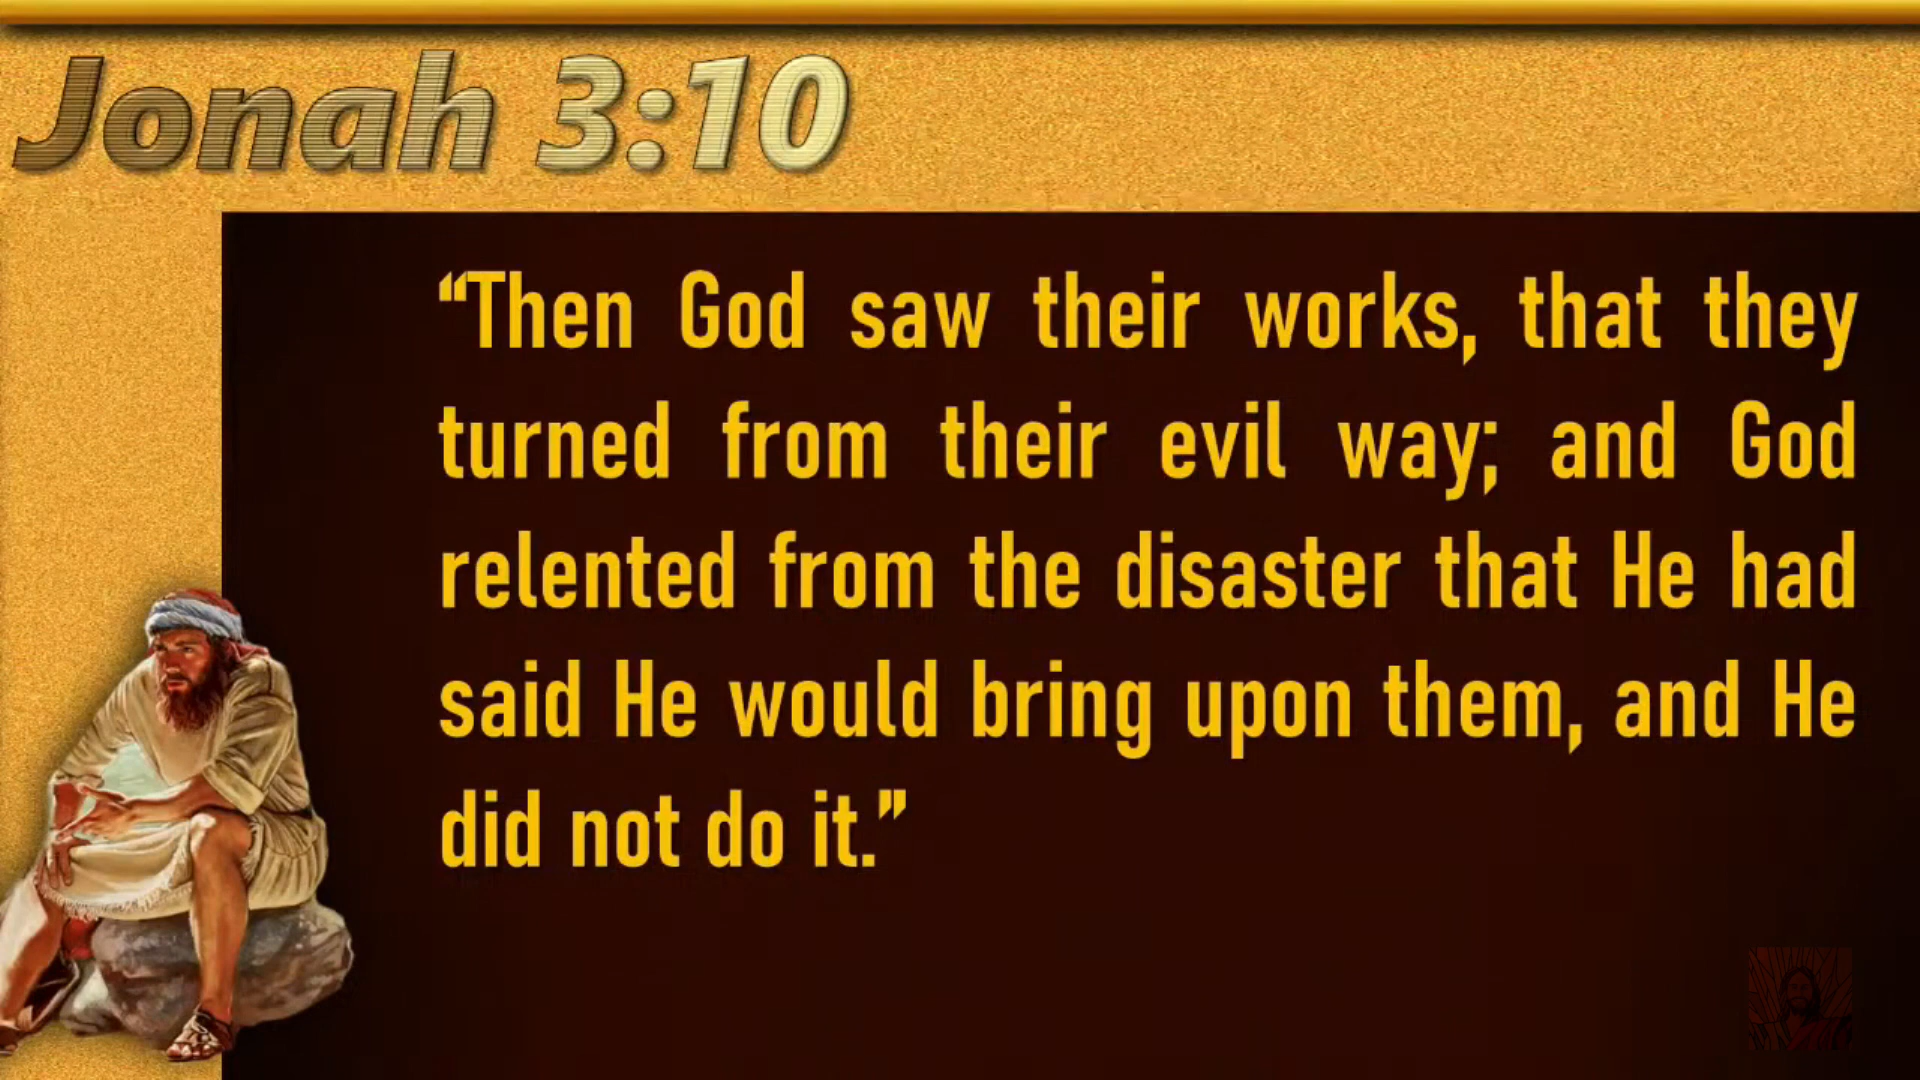 Jonah 3:10
“Then God saw their works, that they
turned from their evil way; and God
relented from the disaster that He had
said He would bring upon them, and He
did not do it.”